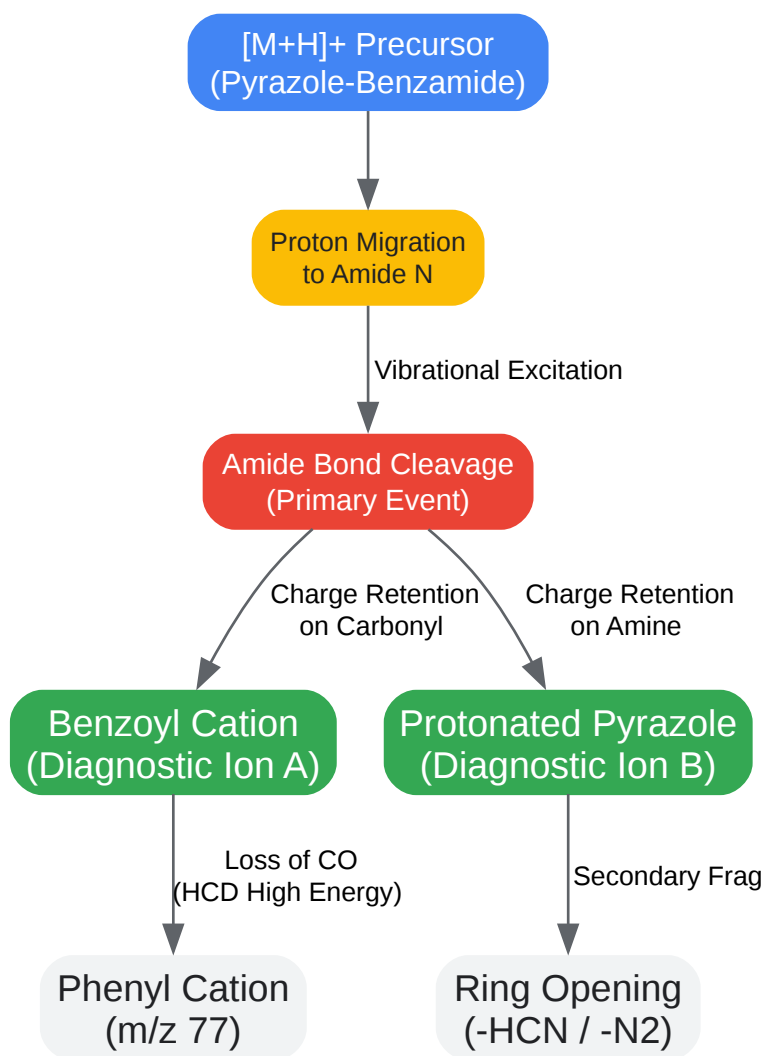 [M+H]+ Precursor
(Pyrazole-Benzamide)
Proton Migration
to Amide N
Vibrational Excitation
Amide Bond Cleavage
(Primary Event)
Charge Retention
on Carbonyl
Charge Retention
on Amine
Benzoyl Cation
(Diagnostic Ion A)
Protonated Pyrazole
(Diagnostic Ion B)
Loss of CO
(HCD High Energy)
Secondary Frag
Phenyl Cation
(m/z 77)
Ring Opening
(-HCN / -N2)